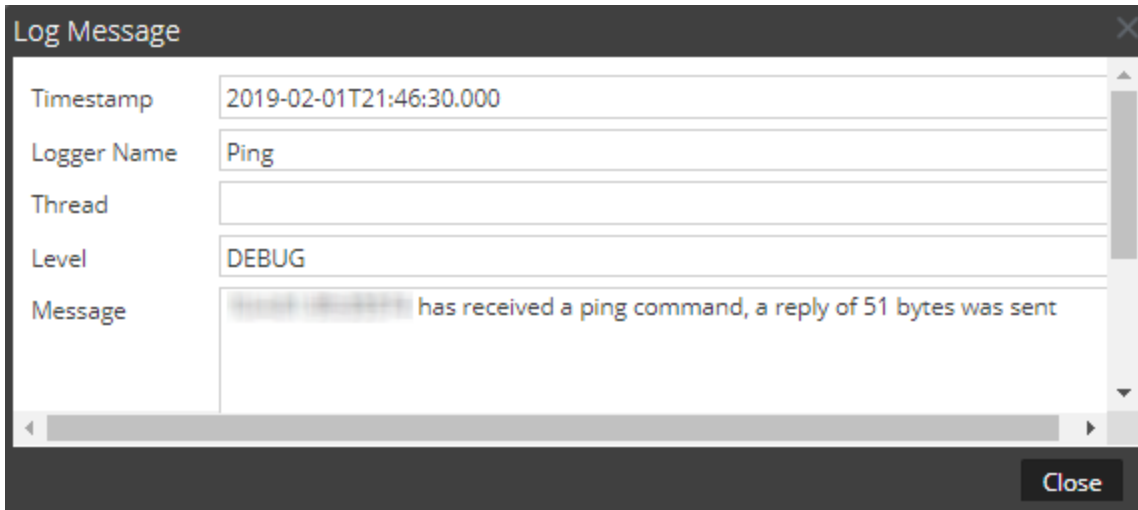 Log Message
Timestamp 2019-02-01T21:46:30.000
Logger Name Ping
Thread
Level DEBUG
Message has received a ping command, a reply of 51 bytes was sent
Close